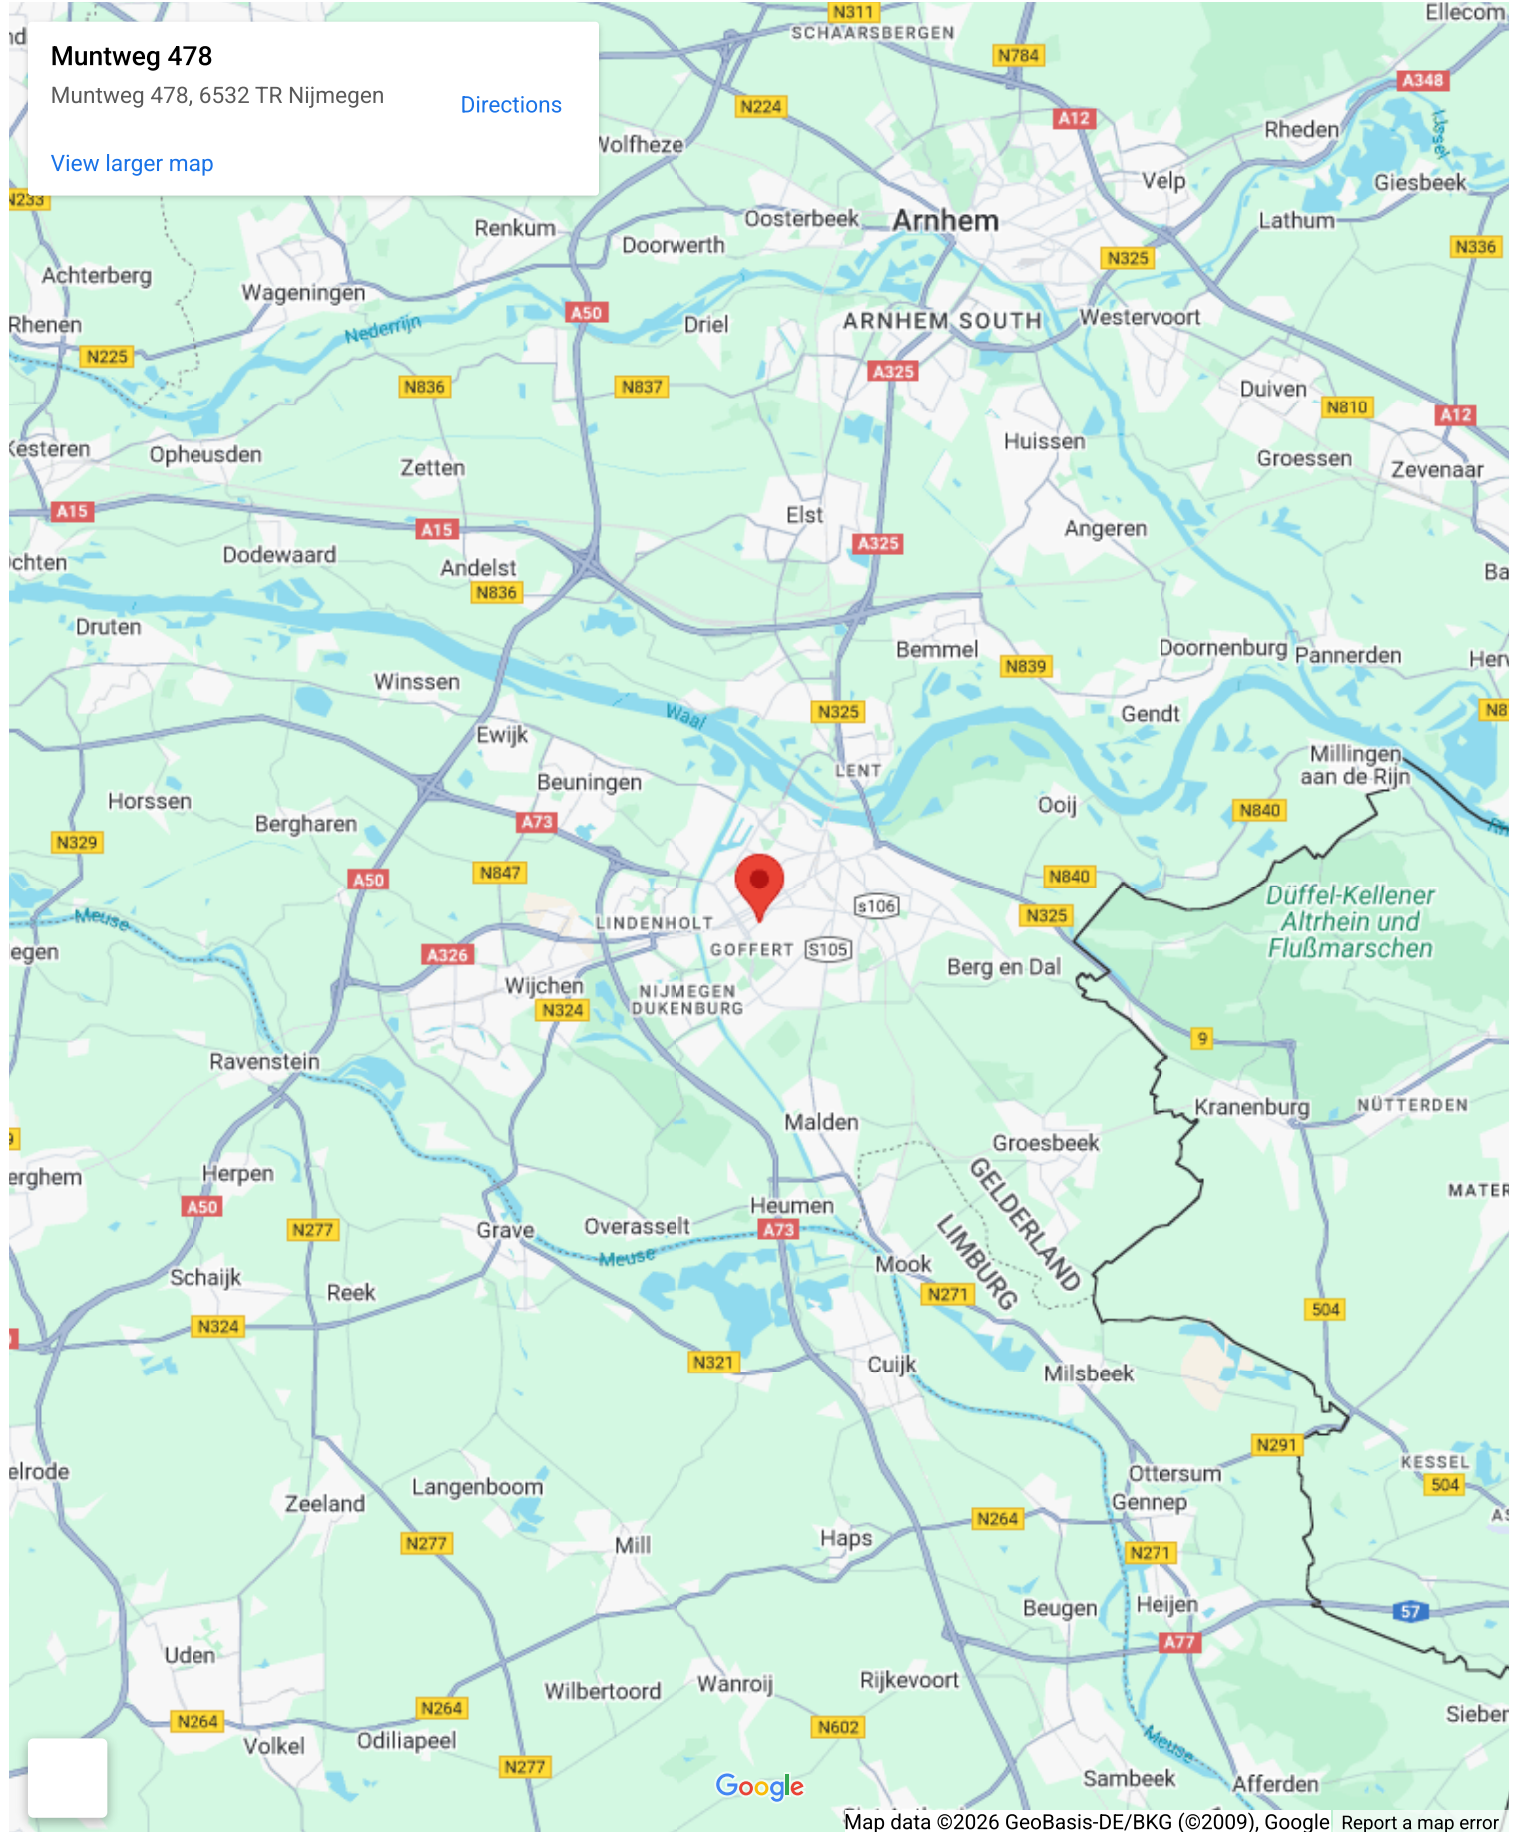 Muntweg 478
Muntweg 478, 6532 TR Nijmegen
Directions
View larger map
N311
Ellecom
SCHAARSBERGEN
N784
A348
N224
A12
Rheden
IJssel
Wolfheze
Velp
Giesbeek
N233
Renkum
Oosterbeek
Arnhem
Lathum
Doorwerth
N336
N325
Achterberg
Wageningen
A50
Rhenen
Nederrijn
Driel
ARNHEM SOUTH
Westervoort
N225
A325
N836
N837
Duiven
N810
A12
Kesteren
Opheusden
Zetten
Huissen
Groessen
Zevenaar
A15
A15
Elst
Angeren
A325
Dodewaard
Andelst
N836
Druten
Bemmel
N839
Doornenburg
Pannerden
Winssen
Waal
N325
Gendt
Ewijk
Millingen
aan de Rijn
LENT
Beuningen
Horssen
Ooij
N840
Bergharen
A73
N329
N847
A50
N840
s106
Düffel-Kellener
Altrhein und
Flußmarschen
Meuse
LINDENHOLT
N325
GOFFERT
S105
A326
Berg en Dal
Wijchen
NIJMEGEN
DUKENBURG
N324
9
Ravenstein
Kranenburg
NÜTTERDEN
Malden
Groesbeek
Herpen
GELDERLAND
LIMBURG
A50
Heumen
N277
Grave
Overasselt
A73
Meuse
Mook
Schaijk
Reek
N271
504
N324
N321
Cuijk
Milsbeek
N291
KESSEL
Ottersum
504
Langenboom
Zeeland
Gennep
N264
N277
Mill
Haps
N271
Beugen
Heijen
57
A77
Uden
Wanroij
Rijkevoort
Wilbertoord
N264
N264
N602
Volkel
Odiliapeel
Meuse
N277
Google
Sambeek
Afferden
Map data ©2026 GeoBasis-DE/BKG (©2009), Google
Report a map error